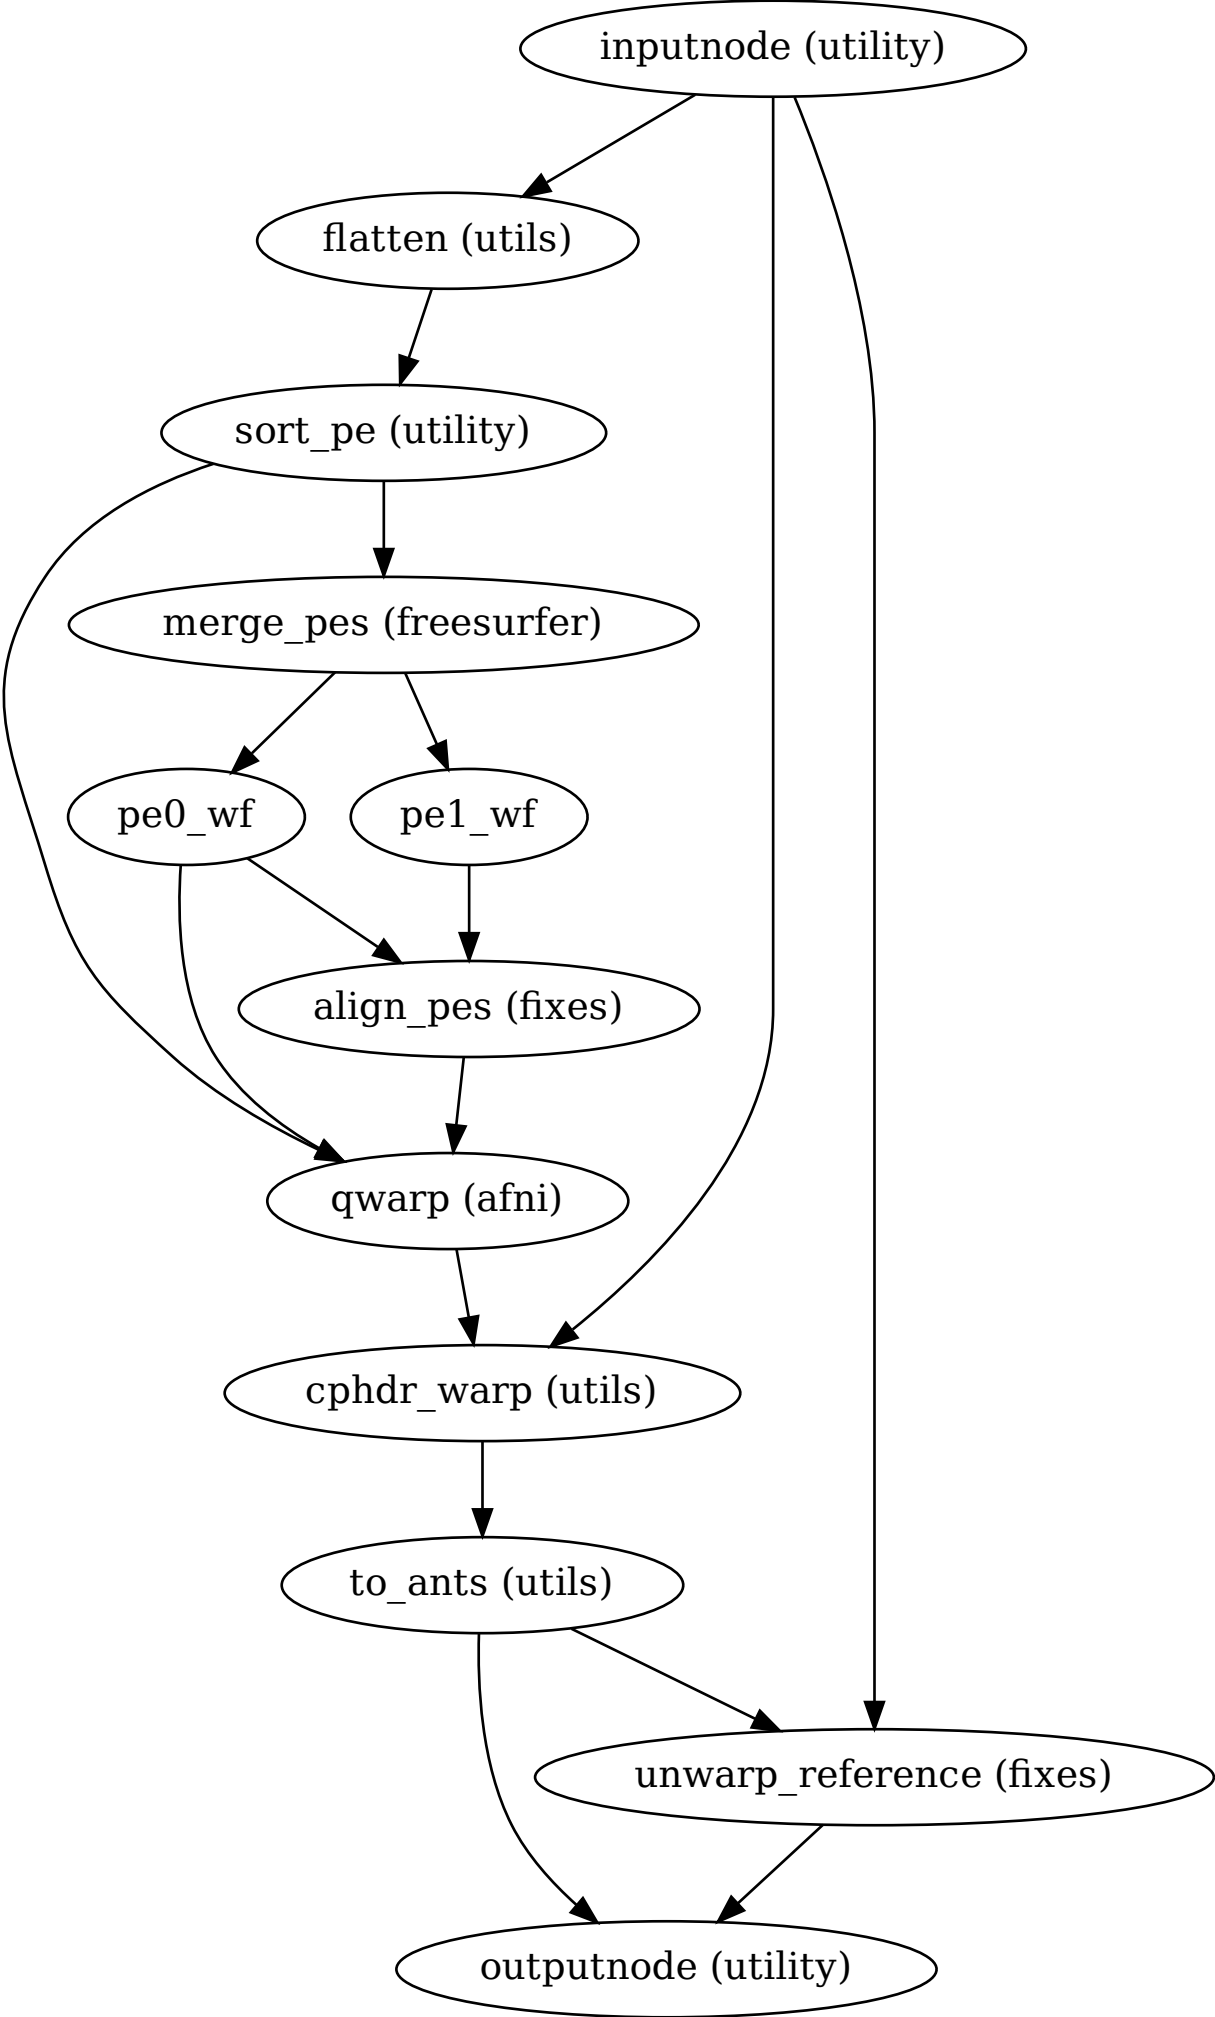 inputnode (utility)
flatten (utils)
sort_pe (utility)
merge_pes (freesurfer)
pe0_wf
pe1_wf
align_pes (fixes)
qwarp (afni)
cphdr_warp (utils)
to_ants (utils)
unwarp_reference (fixes)
outputnode (utility)